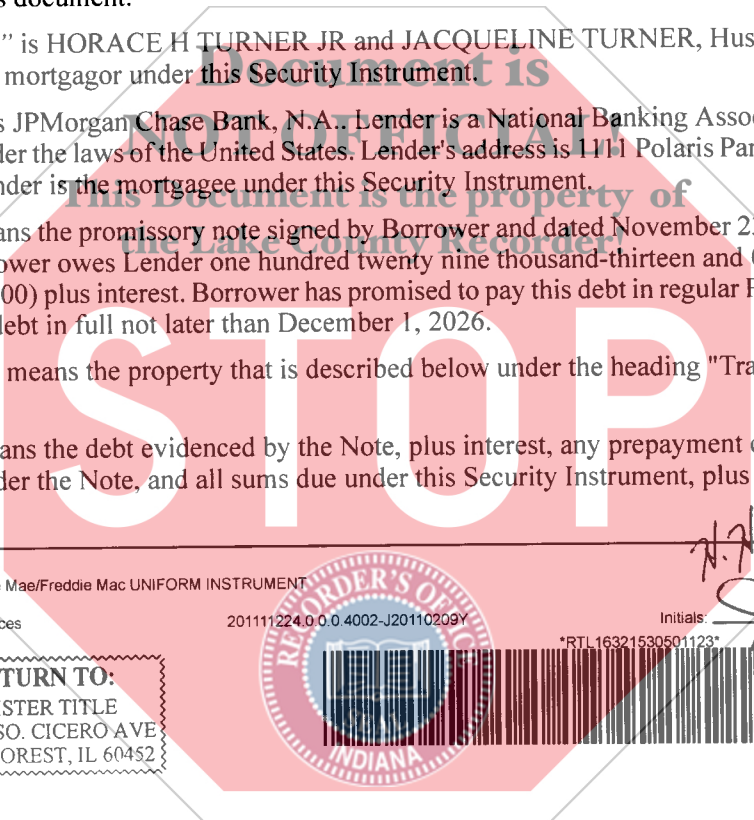 s document.
" is HORACE H TURNER JR and JACQUELINE TURNER, Hus
mortgagor under this Security Instrument.
Document is
s JPMorgan Chase Bank, N.A.. Lender is a National Banking Asso
NOT OFFICIAL!
der the laws of the United States. Lender's address is 1111 Polaris Par
nder is the mortgagee under this Security Instrument.
This Document is the property of
ans the promissory note signed by Borrower and dated November 2
the Lake County Recorder!
ower owes Lender one hundred twenty nine thousand-thirteen and
00) plus interest. Borrower has promised to pay this debt in regular P
debt in full not later than December 1, 2026.
means the property that is described below under the heading "Tra
STOP
ans the debt evidenced by the Note, plus interest, any prepayment
der the Note, and all sums due under this Security Instrument, plus
H.H
e Mae/Freddie Mac UNIFORM INSTRUMENT
ces
201111224.0.0.0.4002-J20110209Y
Initials:
*RTL16321530501123*
RECORDER'S OFFICE
SEAL
INDIANA
TURN TO:
STER TITLE
SO. CICERO AVE
OREST, IL 60452